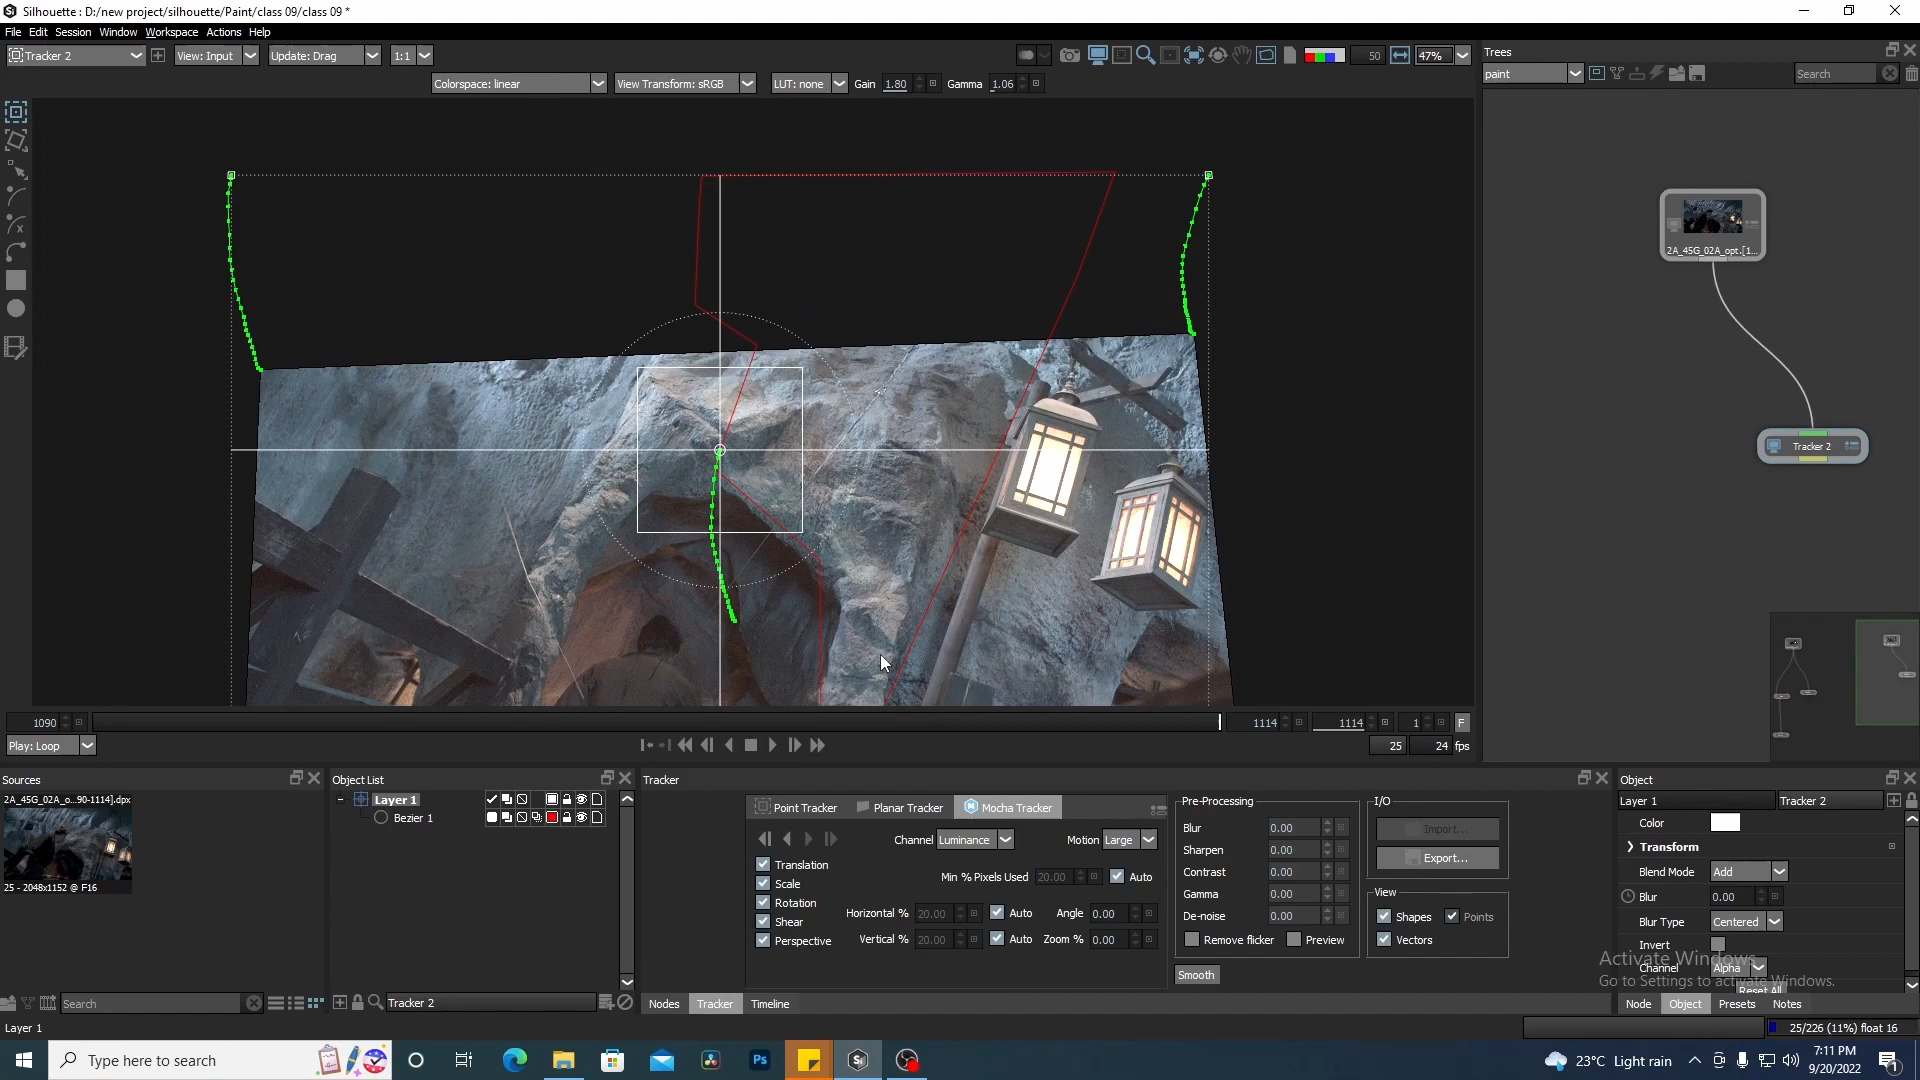 Silhouette : D:/new project/silhouette/Paint/class 09/class 09 *
File Edit Session Window Workspace Actions Help
Tracker 2 View: Input Update: Drag 1:1 50 47%
Colorspace: linear View Transform: sRGB LUT: none Gain 1.80 Gamma 1.06
Trees
paint Search
2A_45G_02A_opt.[1...
Tracker 2
1090 1114 1114 1 F
Play: Loop 25 24 fps
Sources
2A_45G_02A_o...90-1114].dpx
25 - 2048x1152 @ F16
Search
Object List
Layer 1
Bezier 1
Tracker 2
Tracker
Point Tracker Planar Tracker Mocha Tracker
Channel Luminance Motion Large
Translation
Scale
Rotation
Shear
Perspective
Min % Pixels Used 20.00 Auto
Horizontal % 20.00 Auto Angle 0.00
Vertical % 20.00 Auto Zoom % 0.00
Pre-Processing
Blur 0.00
Sharpen 0.00
Contrast 0.00
Gamma 0.00
De-noise 0.00
Remove flicker Preview
Smooth
I/O
Import...
Export...
View
Shapes Points
Vectors
Nodes Tracker Timeline
Object
Layer 1 Tracker 2
Color
Transform
Blend Mode Add
Blur 0.00
Blur Type Centered
Invert
Channel Alpha
Reset All
Activate Windows
Go to Settings to activate Windows.
Node Object Presets Notes
Layer 1
25/226 (11%) float 16
Type here to search
Ps
Si
23°C Light rain
7:11 PM
9/20/2022
1